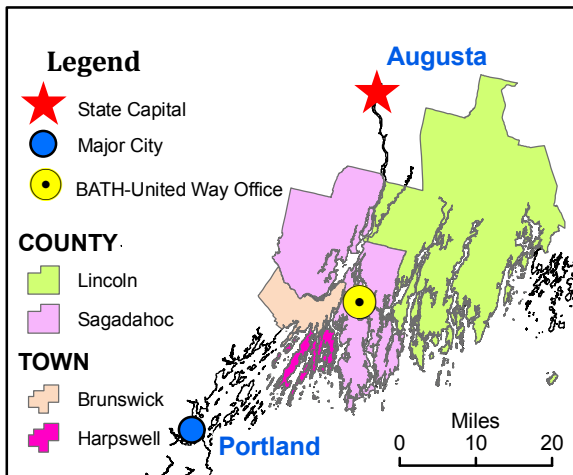 Augusta
Legend
State Capital
Major City
BATH-United Way Office
COUNTY.
Lincoln
Sagadahoc
TOWN
Brunswick
Harpswell
Portland
Miles
0 10 20